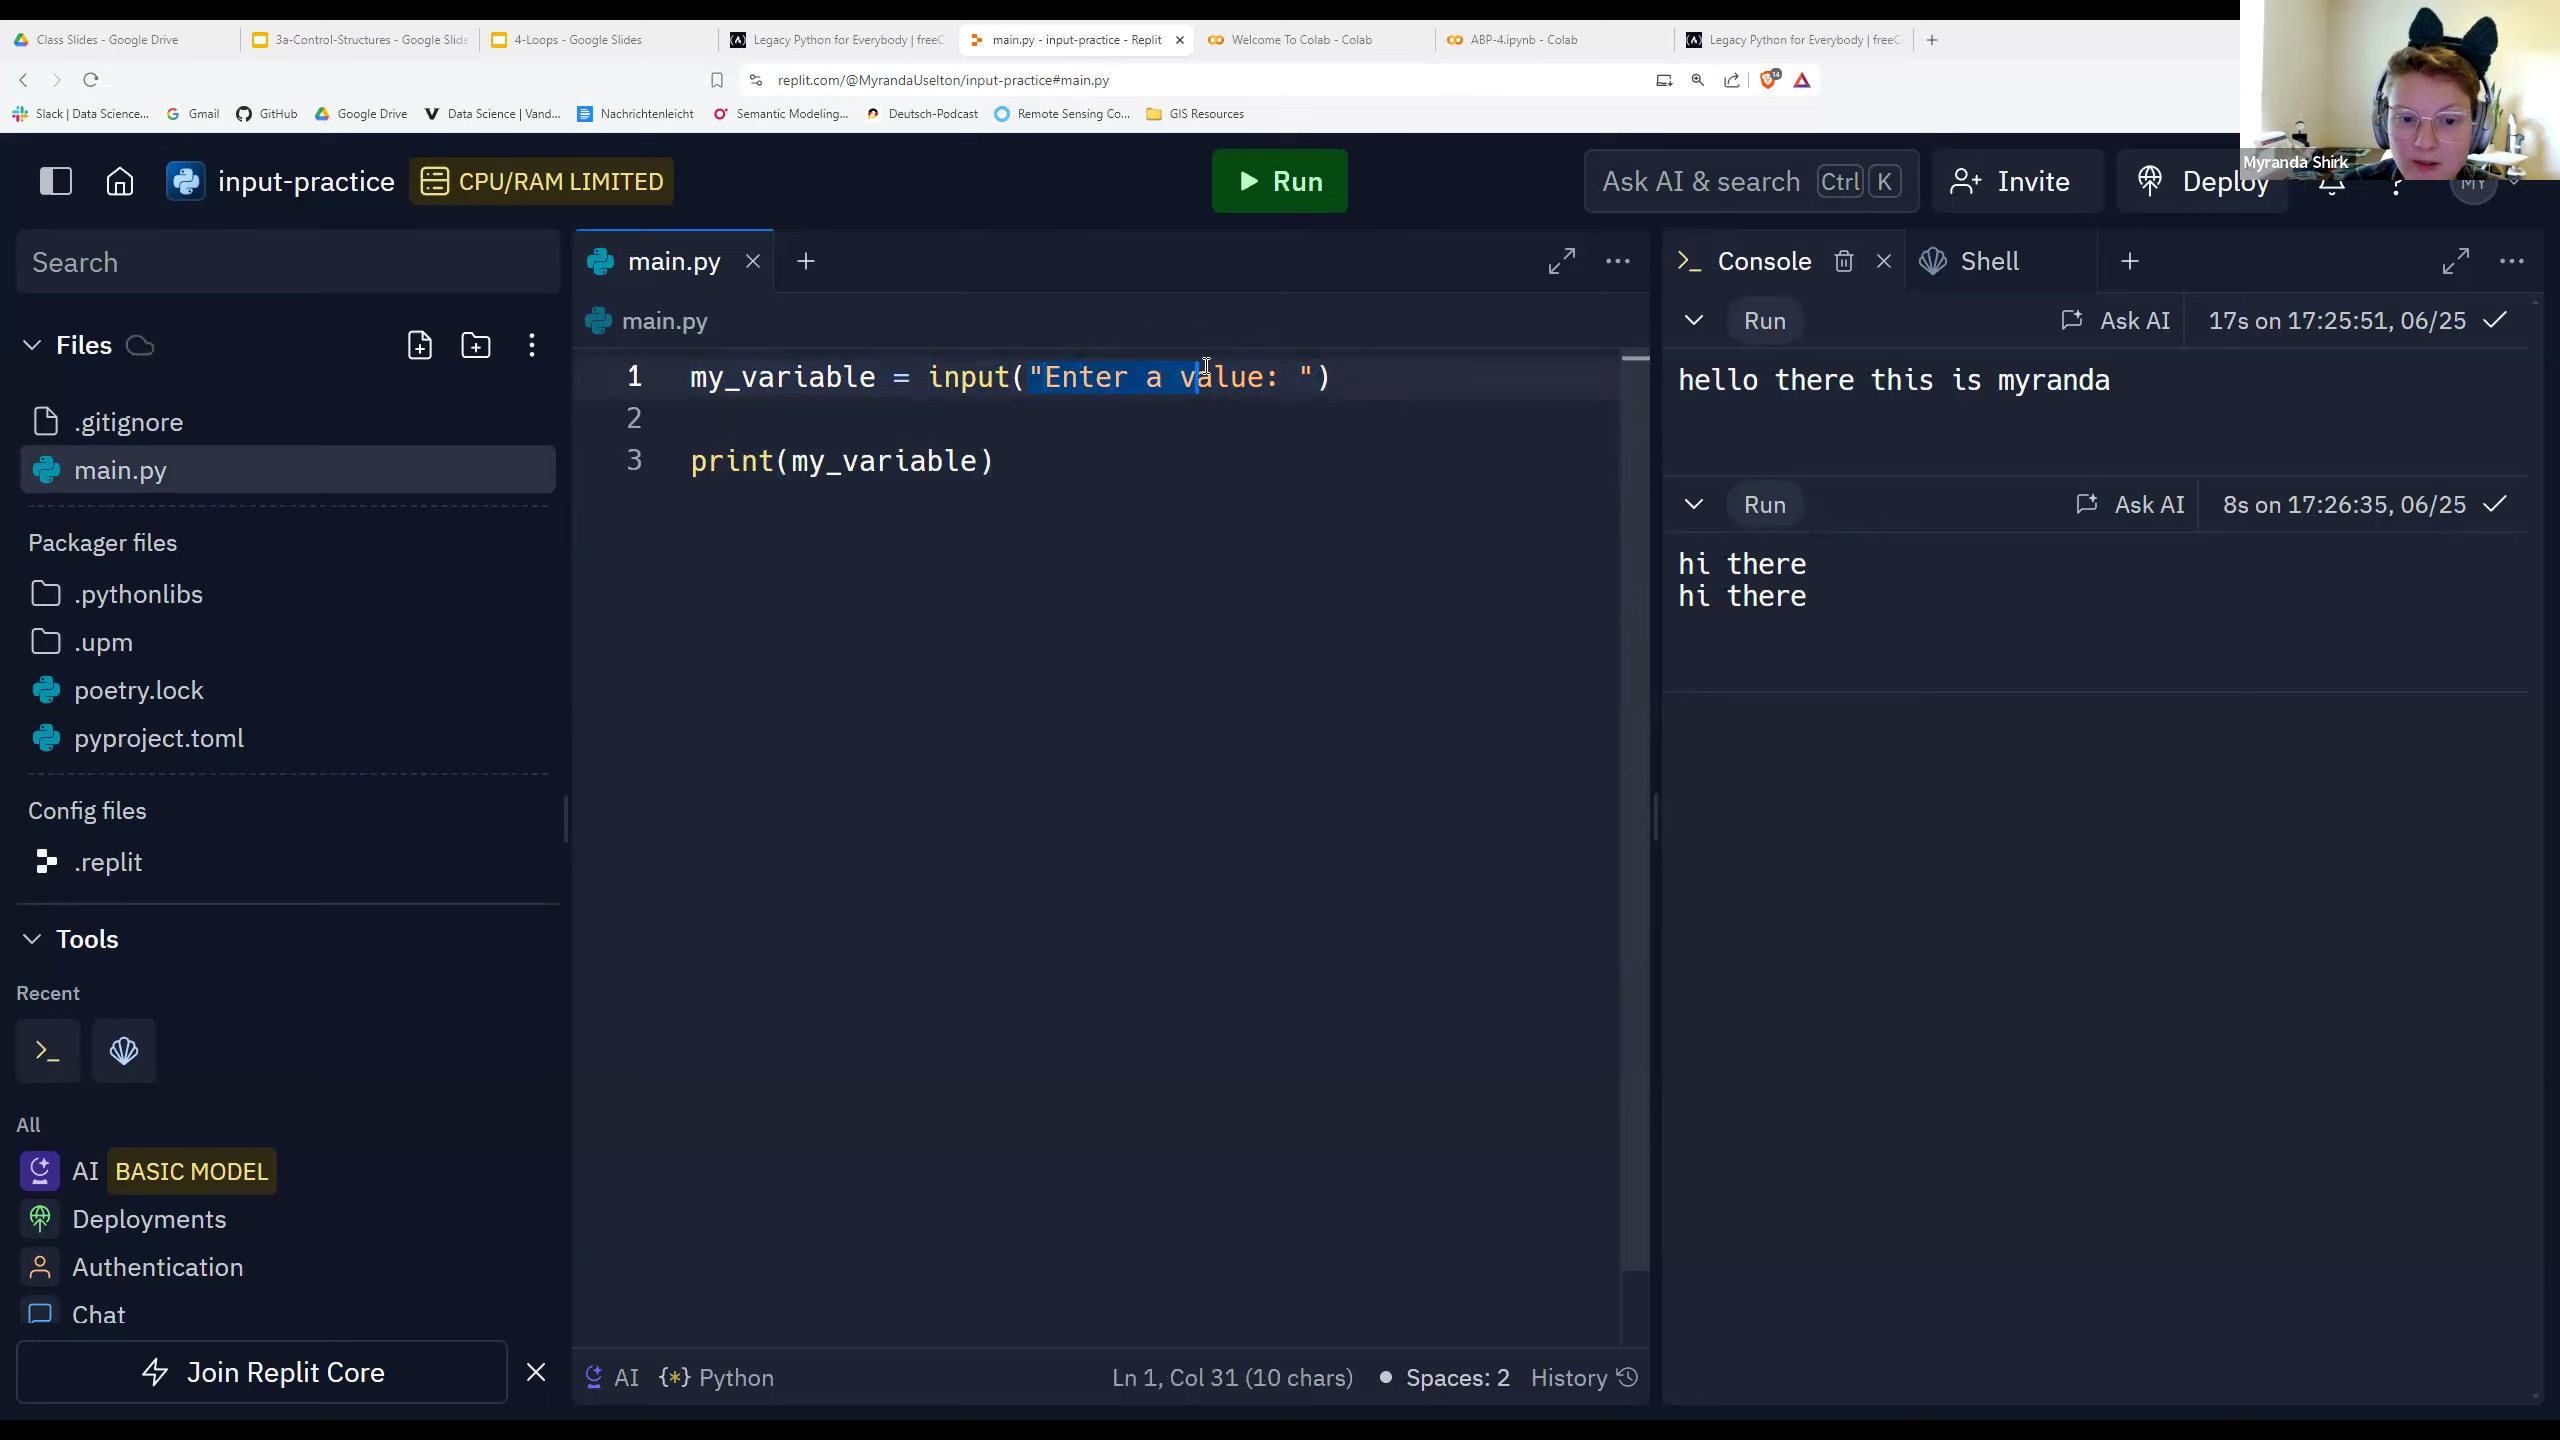 Class Slides - Google Drive
3a-Control-Structures - Google Slide
4-Loops - Google Slides
Legacy Python for Everybody | freeC
main.py - input-practice - Replit
Welcome To Colab - Colab
ABP-4.ipynb - Colab
Legacy Python for Everybody | freeC
replit.com/@MyrandaUselton/input-practice#main.py
14
Slack | Data Science...
Gmail
GitHub
Google Drive
Data Science | Vand...
Nachrichtenleicht
Semantic Modeling...
Deutsch-Podcast
Remote Sensing Co...
GIS Resources
Myranda Shirk
input-practice
CPU/RAM LIMITED
Run
Ask AI & search Ctrl K
Invite
Deploy
MY
Search
main.py
Console
Shell
Files
main.py
Run
Ask AI
17s on 17:25:51, 06/25
.gitignore
main.py
Packager files
.pythonlibs
.upm
poetry.lock
pyproject.toml
Config files
.replit
Tools
Recent
All
AI BASIC MODEL
Deployments
Authentication
Chat
Join Replit Core
1 my_variable = input("Enter a value: ")
2
3 print(my_variable)
hello there this is myranda
Run
Ask AI
8s on 17:26:35, 06/25
hi there
hi there
AI
{*} Python
Ln 1, Col 31 (10 chars)
Spaces: 2
History